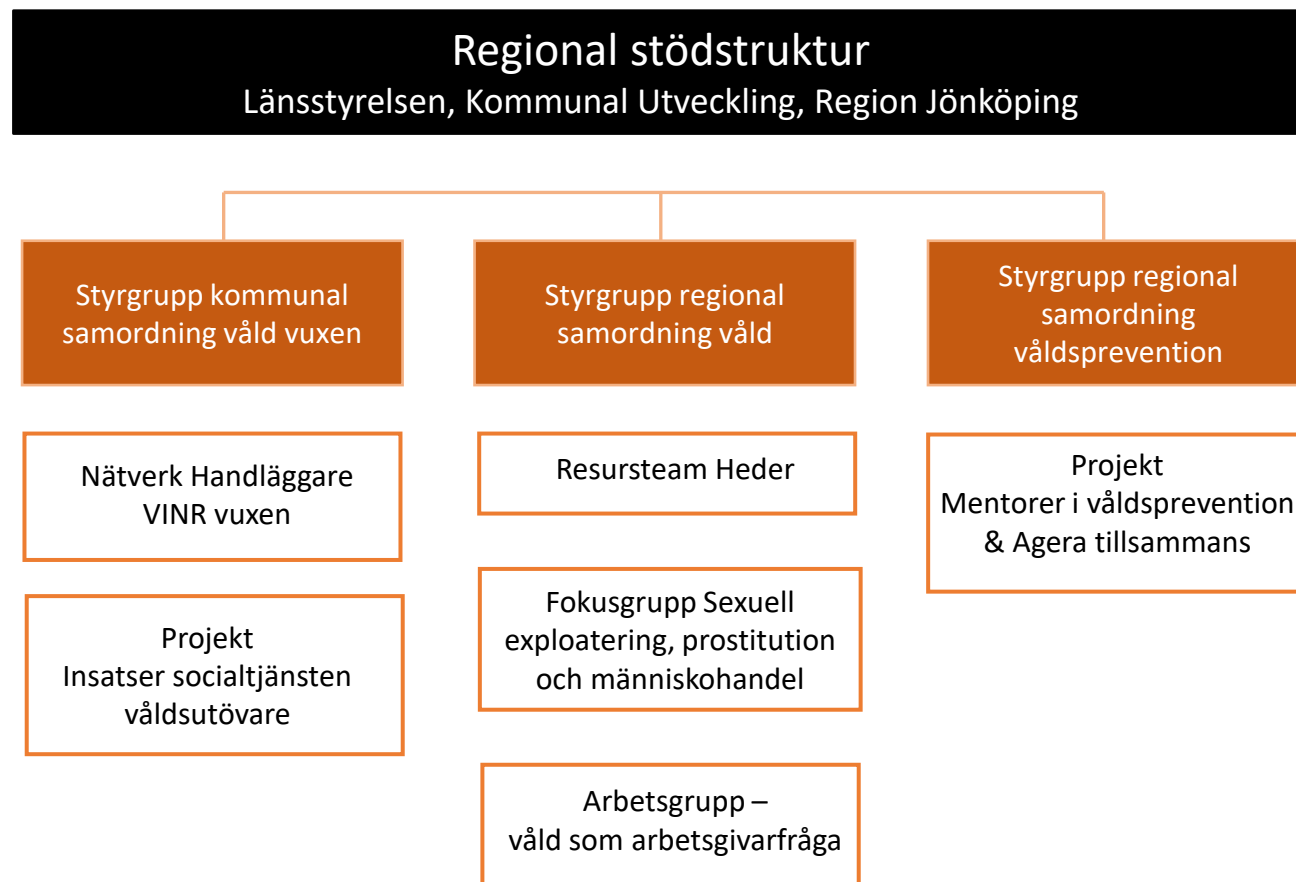 Regional stödstruktur
Länsstyrelsen, Kommunal Utveckling, Region Jönköping
Styrgrupp kommunal
samordning våld vuxen
Nätverk Handläggare
VINR vuxen
Projekt
Insatser socialtjänsten
våldsutövare
Styrgrupp regional
samordning våld
Resursteam Heder
Fokusgrupp Sexuell
exploatering, prostitution
och människohandel
Arbetsgrupp –
våld som arbetsgivarfråga
Styrgrupp regional
samordning
våldsprevention
Projekt
Mentorer i våldsprevention
& Agera tillsammans